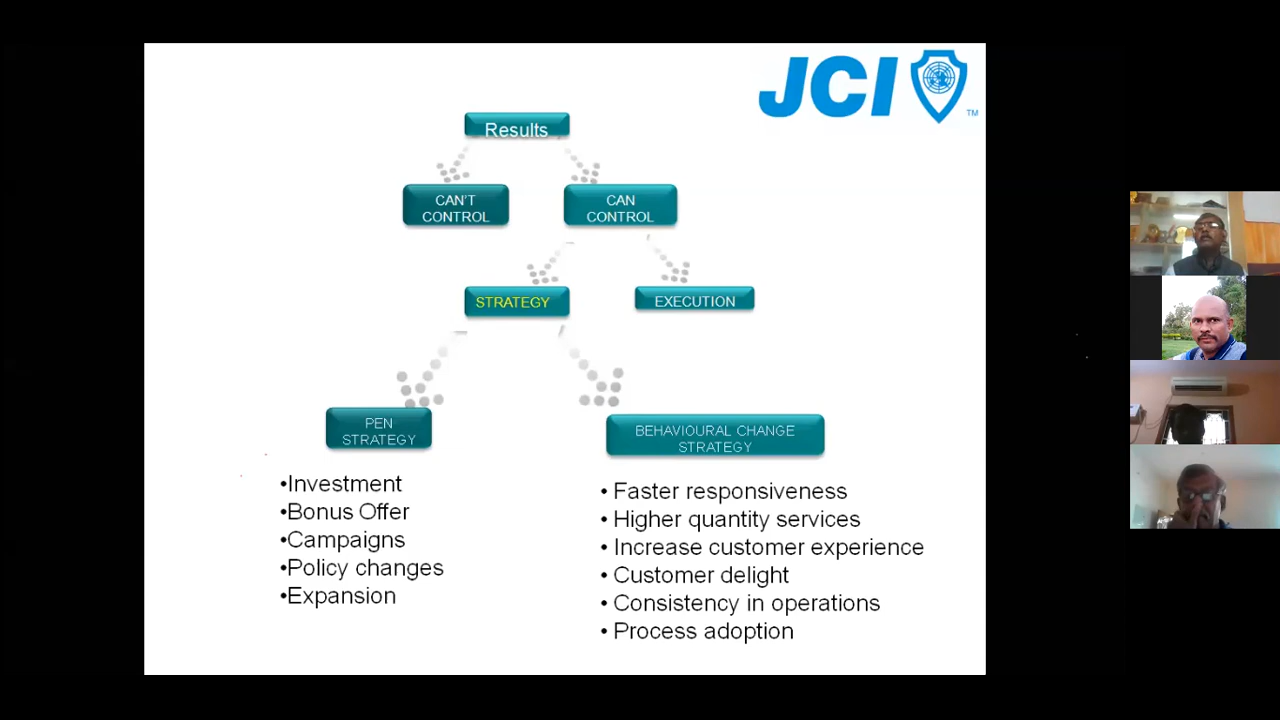 JCI
TM
Results
CAN'T
CONTROL
CAN
CONTROL
STRATEGY
EXECUTION
PEN
STRATEGY
•Investment
•Bonus Offer
•Campaigns
•Policy changes
•Expansion
BEHAVIOURAL CHANGE
STRATEGY
• Faster responsiveness
• Higher quantity services
• Increase customer experience
• Customer delight
• Consistency in operations
• Process adoption